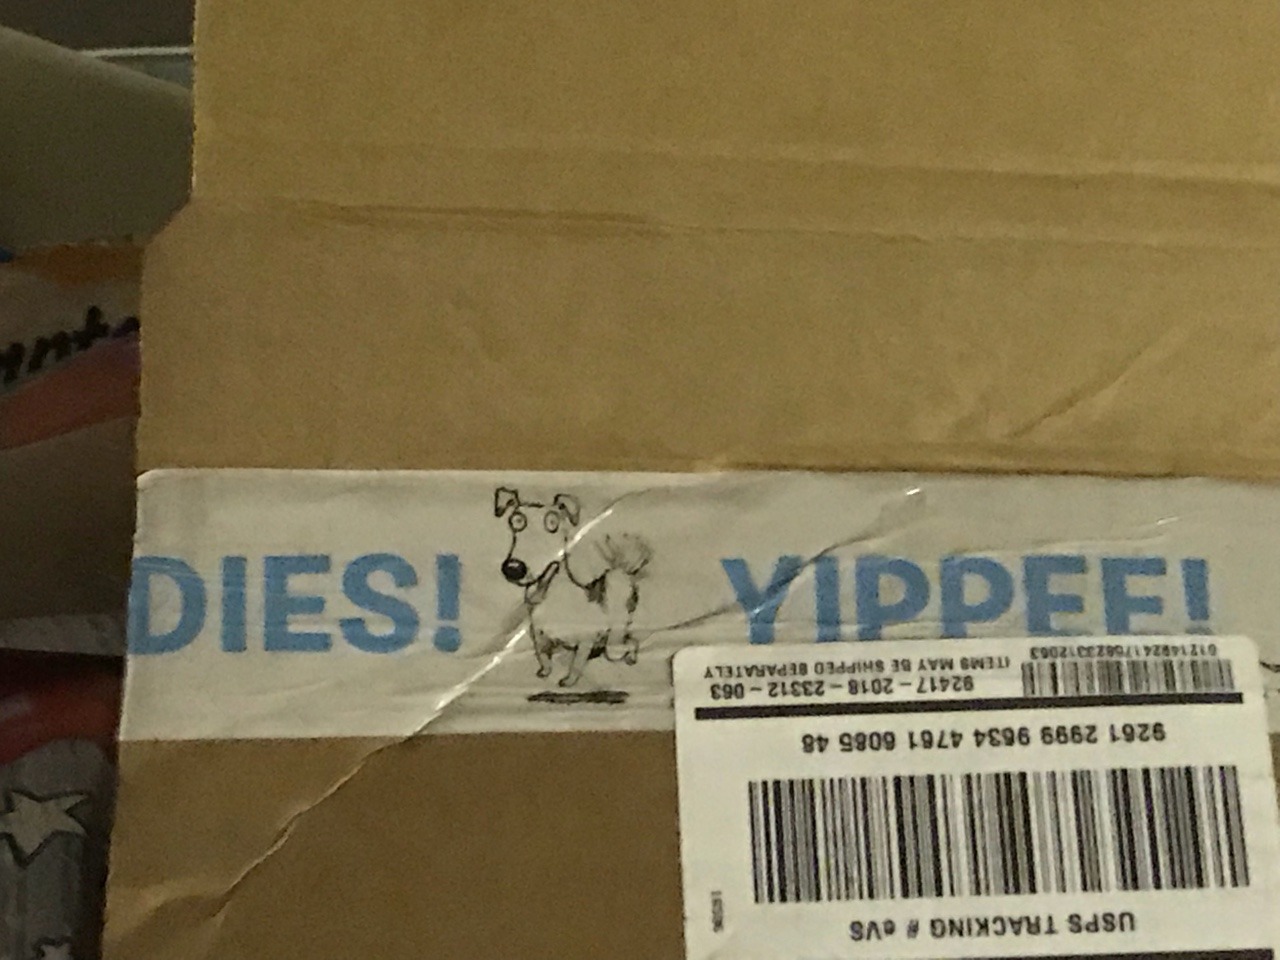 DIES! YIPPEE!
USPS TRACKING # eVS
9261 2999 9634 4761 6085 48
92417 - 2018 - 23312 - 063
ITEMS MAY BE SHIPPED SEPARATELY